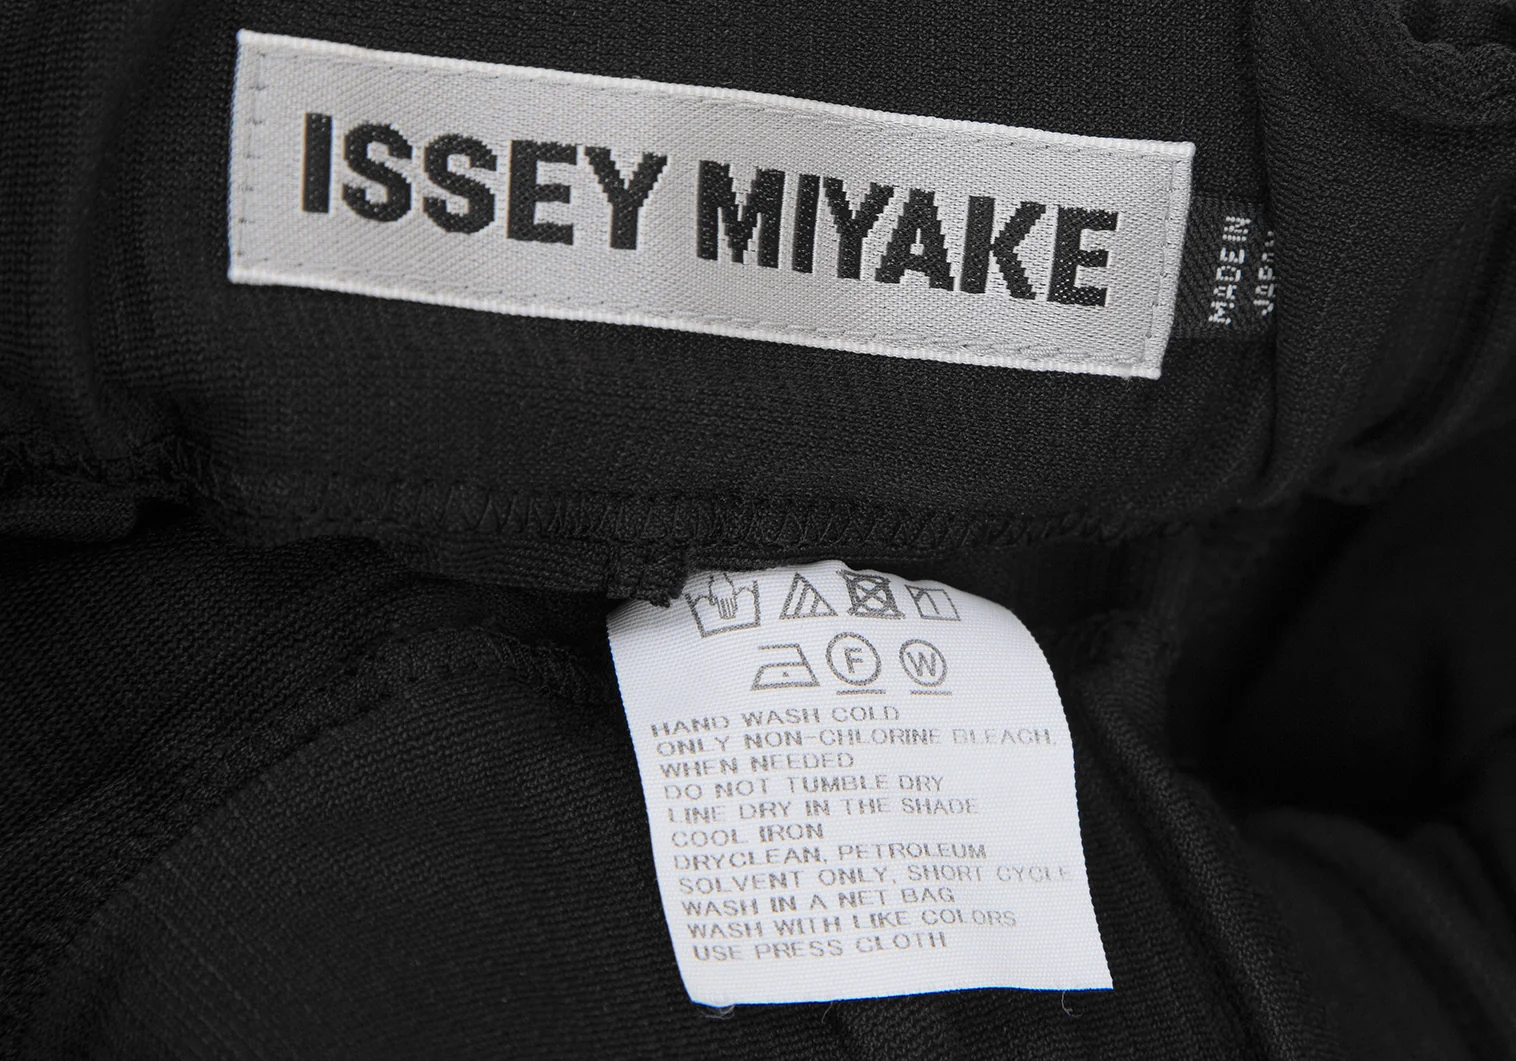 ISSEY MIYAKE
MADE IN
JAPAN
F W
HAND WASH COLD
ONLY NON-CHLORINE BLEACH,
WHEN NEEDED
DO NOT TUMBLE DRY
LINE DRY IN THE SHADE
COOL IRON
DRYCLEAN, PETROLEUM
SOLVENT ONLY, SHORT CYCLE
WASH IN A NET BAG
WASH WITH LIKE COLORS
USE PRESS CLOTH